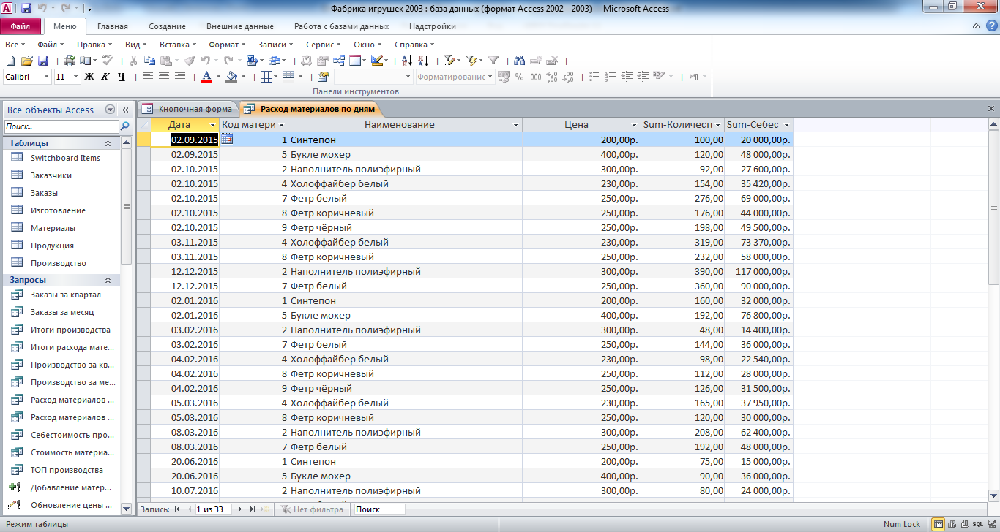 Фабрика игрушек 2003 : база данных (формат Access 2002 - 2003) - Microsoft Access
Файл Меню Главная Создание Внешние данные Работа с базами данных Надстройки
Все Файл Правка Вид Вставка Формат Записи Сервис Окно Справка
Calibri 11 Ж К Ч А Форматирование % 000
Панели инструментов
Все объекты Access « Кнопочная форма Расход материалов по дням
Поиск...
Таблицы
Switchboard Items
Заказчики
Заказы
Изготовление
Материалы
Продукция
Производство
Запросы
Заказы за квартал
Заказы за месяц
Итоги производства
Итоги расхода мате...
Производство за кв...
Производство за ме...
Расход материалов ...
Расход материалов ...
Себестоимость про...
Стоимость материа...
ТОП производства
Добавление матер...
Обновление цены ...
Дата Код матери Наименование Цена Sum-Количести Sum-Себест
02.09.2015 1 Синтепон 200,00р. 100,00 20 000,00р.
02.09.2015 5 Букле мохер 400,00р. 120,00 48 000,00р.
02.10.2015 2 Наполнитель полиэфирный 300,00р. 92,00 27 600,00р.
02.10.2015 4 Холоффайбер белый 230,00р. 154,00 35 420,00р.
02.10.2015 7 Фетр белый 250,00р. 276,00 69 000,00р.
02.10.2015 8 Фетр коричневый 250,00р. 176,00 44 000,00р.
02.10.2015 9 Фетр чёрный 250,00р. 198,00 49 500,00р.
03.11.2015 4 Холоффайбер белый 230,00р. 319,00 73 370,00р.
03.11.2015 8 Фетр коричневый 250,00р. 232,00 58 000,00р.
12.12.2015 2 Наполнитель полиэфирный 300,00р. 390,00 117 000,00р.
12.12.2015 7 Фетр белый 250,00р. 360,00 90 000,00р.
02.01.2016 1 Синтепон 200,00р. 160,00 32 000,00р.
02.01.2016 5 Букле мохер 400,00р. 192,00 76 800,00р.
03.02.2016 2 Наполнитель полиэфирный 300,00р. 48,00 14 400,00р.
03.02.2016 7 Фетр белый 250,00р. 144,00 36 000,00р.
04.02.2016 4 Холоффайбер белый 230,00р. 98,00 22 540,00р.
04.02.2016 8 Фетр коричневый 250,00р. 112,00 28 000,00р.
04.02.2016 9 Фетр чёрный 250,00р. 126,00 31 500,00р.
05.03.2016 4 Холоффайбер белый 230,00р. 165,00 37 950,00р.
05.03.2016 8 Фетр коричневый 250,00р. 120,00 30 000,00р.
08.03.2016 2 Наполнитель полиэфирный 300,00р. 208,00 62 400,00р.
08.03.2016 7 Фетр белый 250,00р. 192,00 48 000,00р.
20.06.2016 1 Синтепон 200,00р. 75,00 15 000,00р.
20.06.2016 5 Букле мохер 400,00р. 90,00 36 000,00р.
10.07.2016 2 Наполнитель полиэфирный 300,00р. 80,00 24 000,00р.
Запись: 1 из 33 Нет фильтра Поиск
Режим таблицы Num Lock SQL